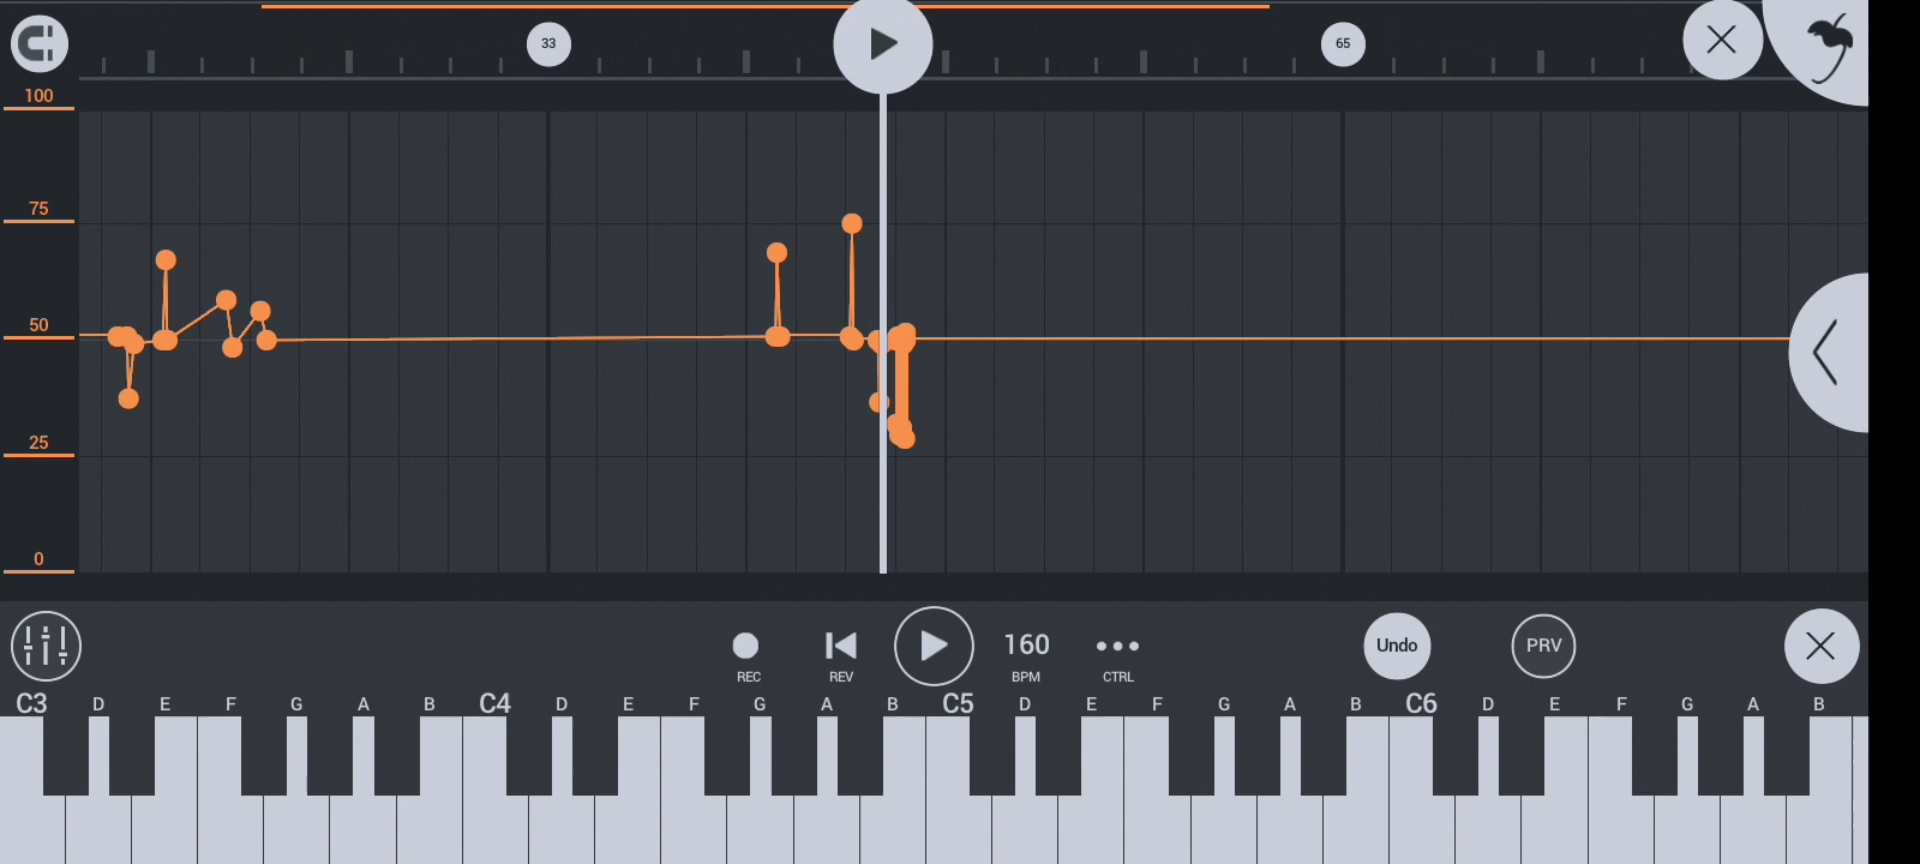 33
65
100
75
50
25
0
160
REC
REV
BPM
CTRL
Undo
PRV
C3 D E F G A B C4 D E F G A B C5 D E F G A B C6 D E F G A B